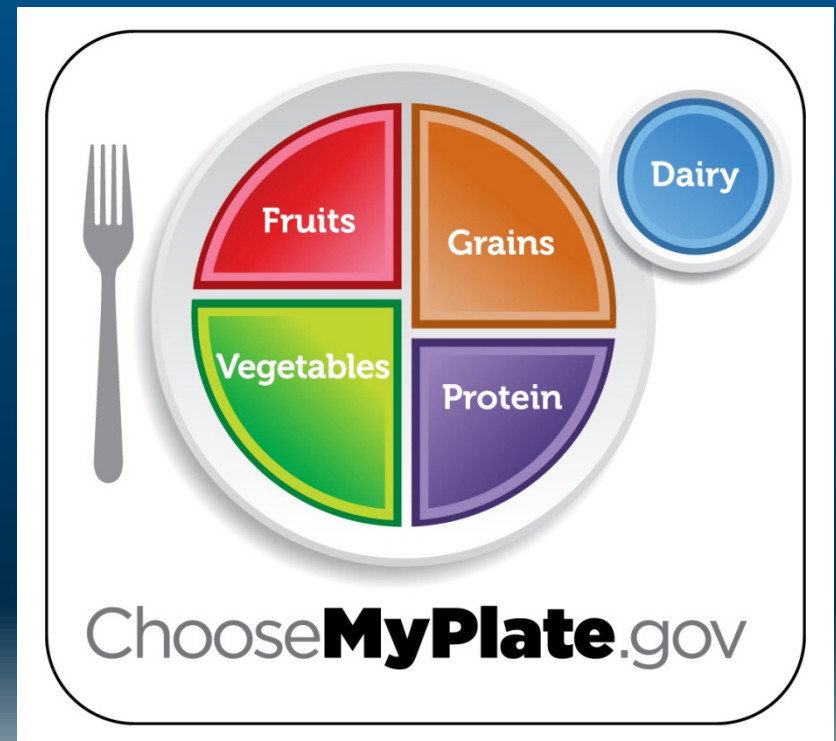 Fruits
Grains
Dairy
Vegetables
Protein
ChooseMyPlate.gov